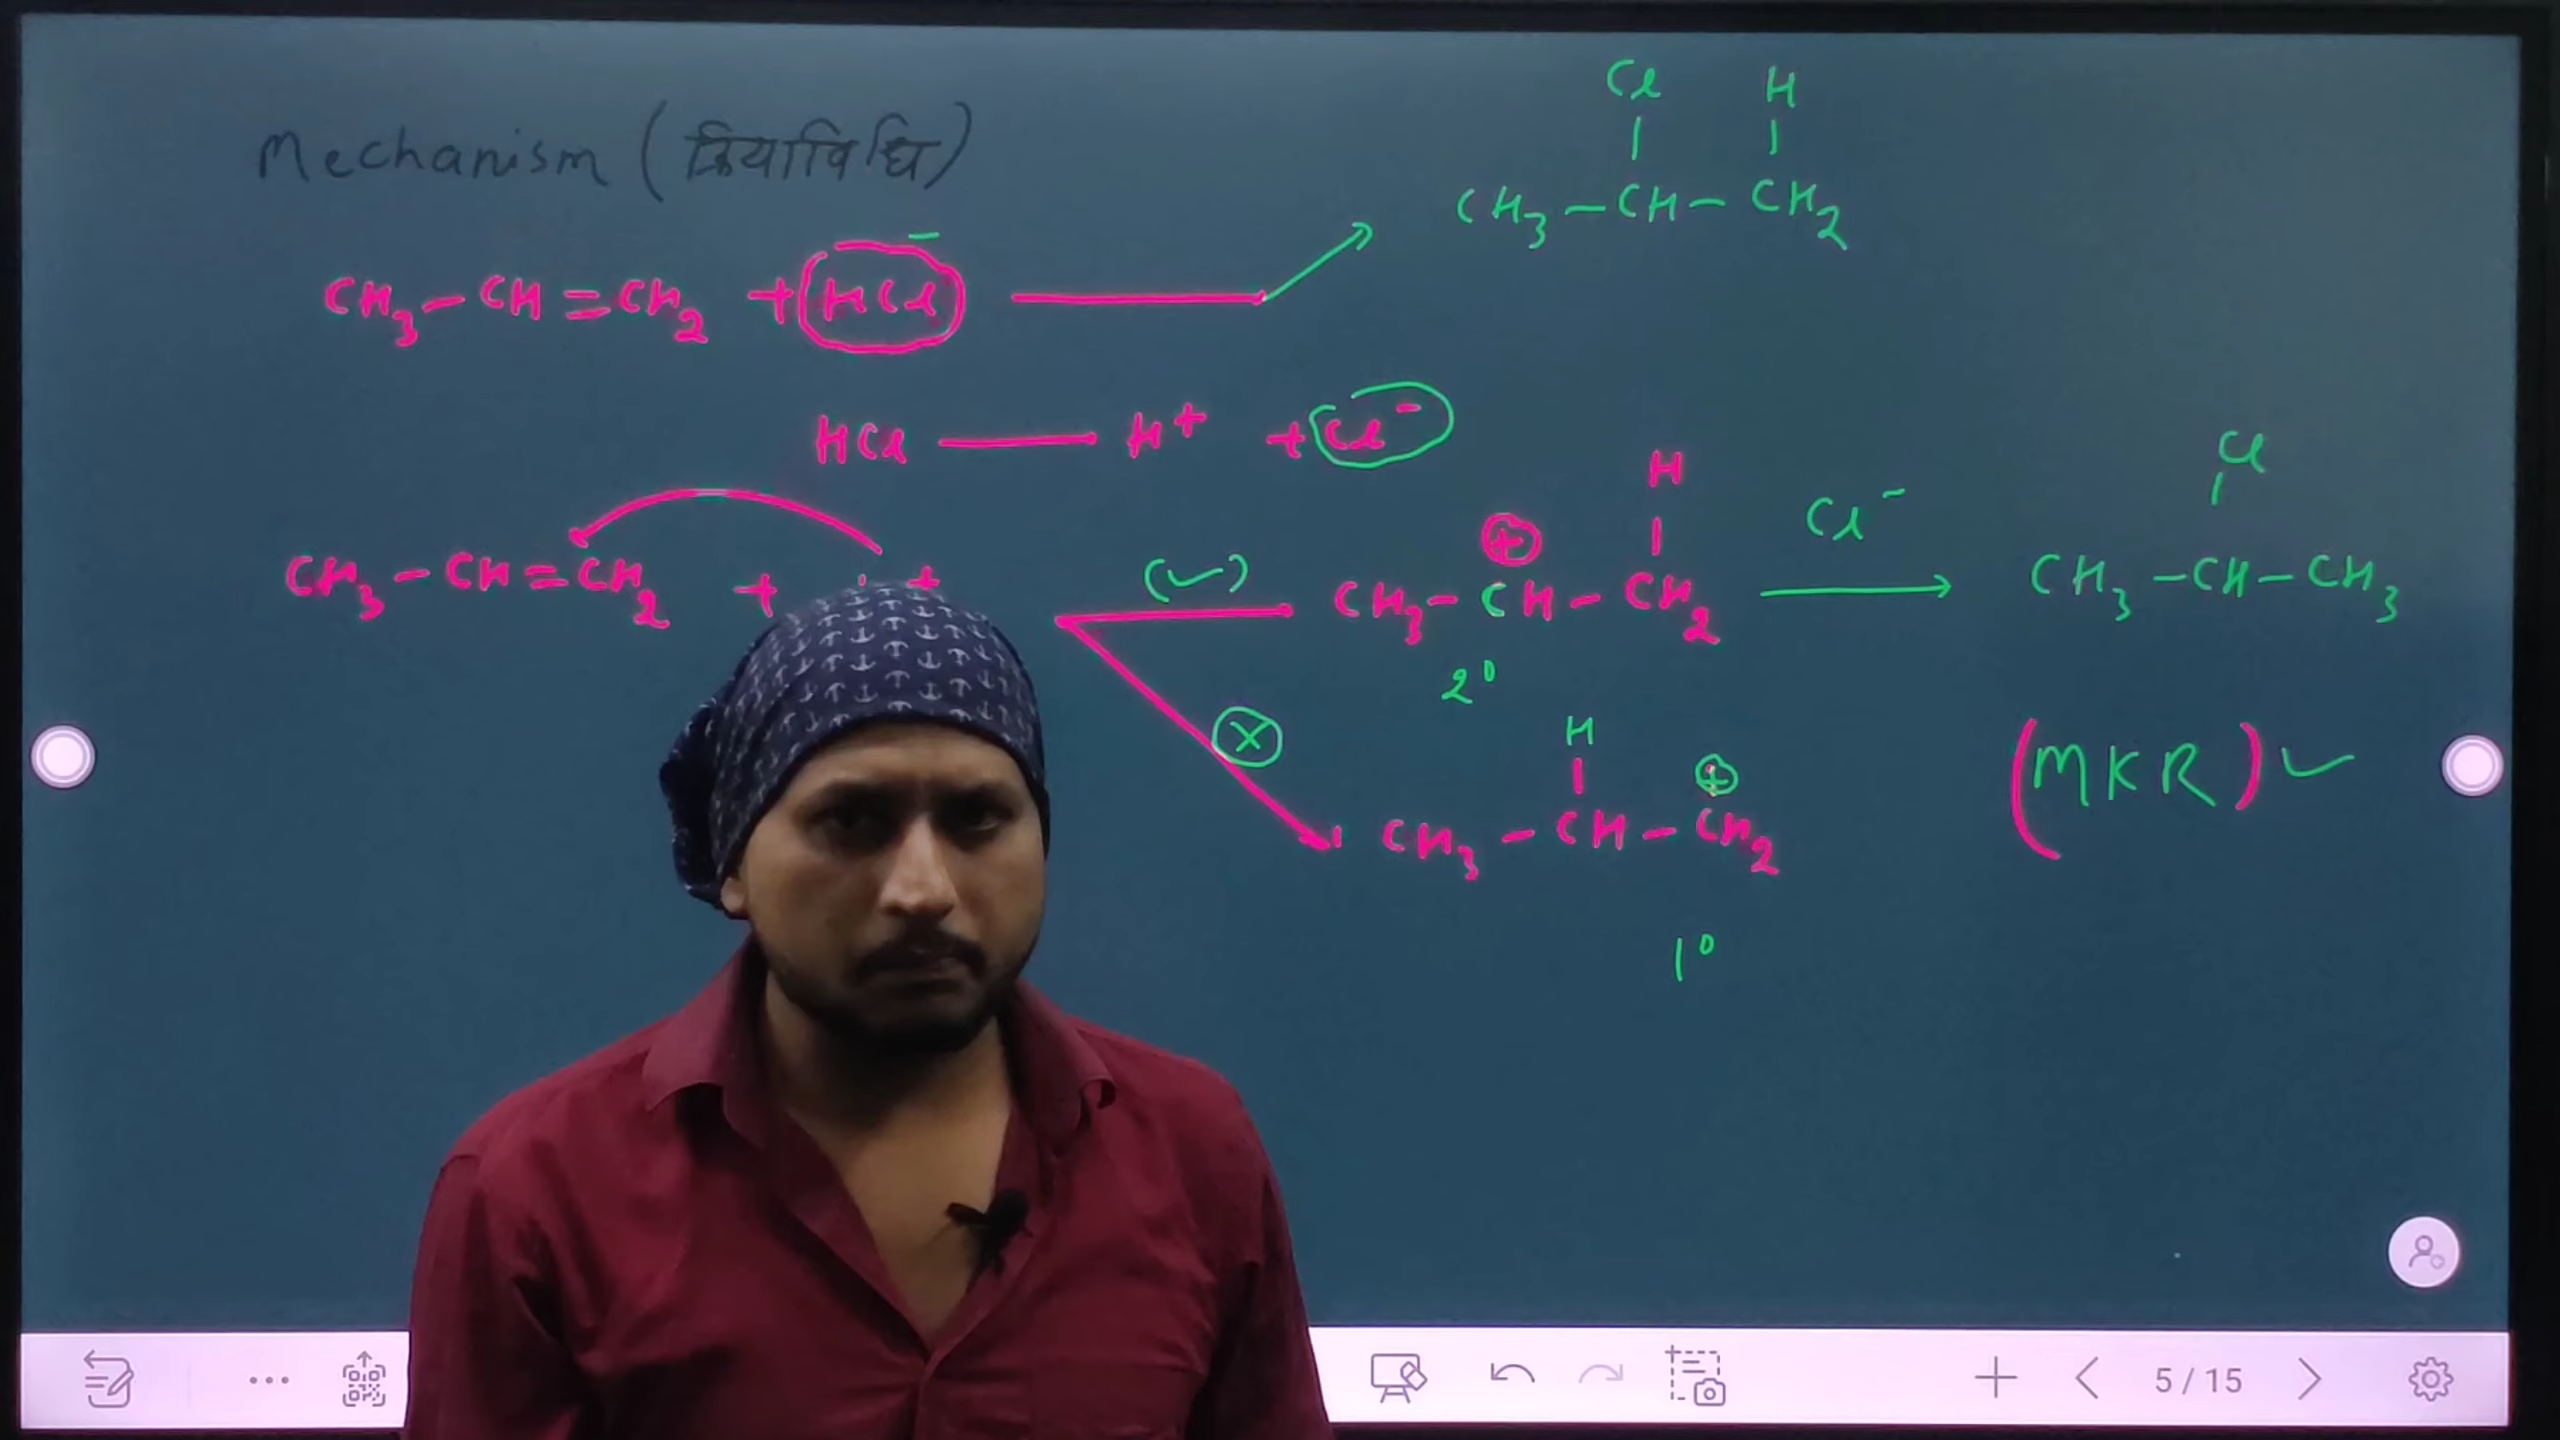 Mechanism (क्रियाविधि)
Cl H
CH3 – CH – CH2
CH3 – CH = CH2 + HCl
HCl — H+ + Cl-
H
Cl-
Cl
CH3 – CH = CH2 + +
(✓)
⊕
CH3 – CH – CH2
CH3 – CH – CH3
2°
ⓧ
H
⊕
CH3 – CH – CH2
(MKR) ✓
1°
5/15